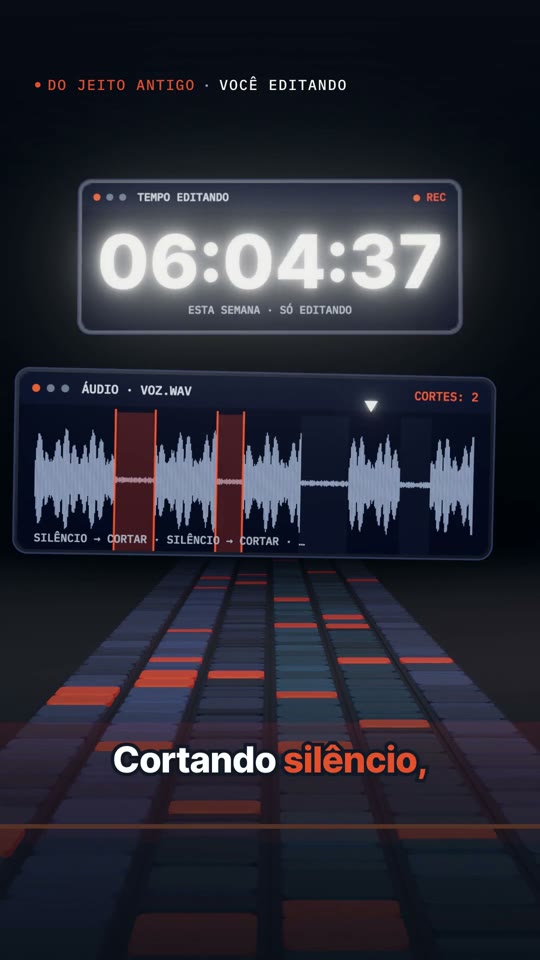 DO JEITO ANTIGO · VOCÊ EDITANDO
TEMPO EDITANDO
REC
06:04:37
ESTA SEMANA · SÓ EDITANDO
ÁUDIO · VOZ.WAV
CORTES: 2
SILÊNCIO → CORTAR · SILÊNCIO → CORTAR · …
Cortando silêncio,